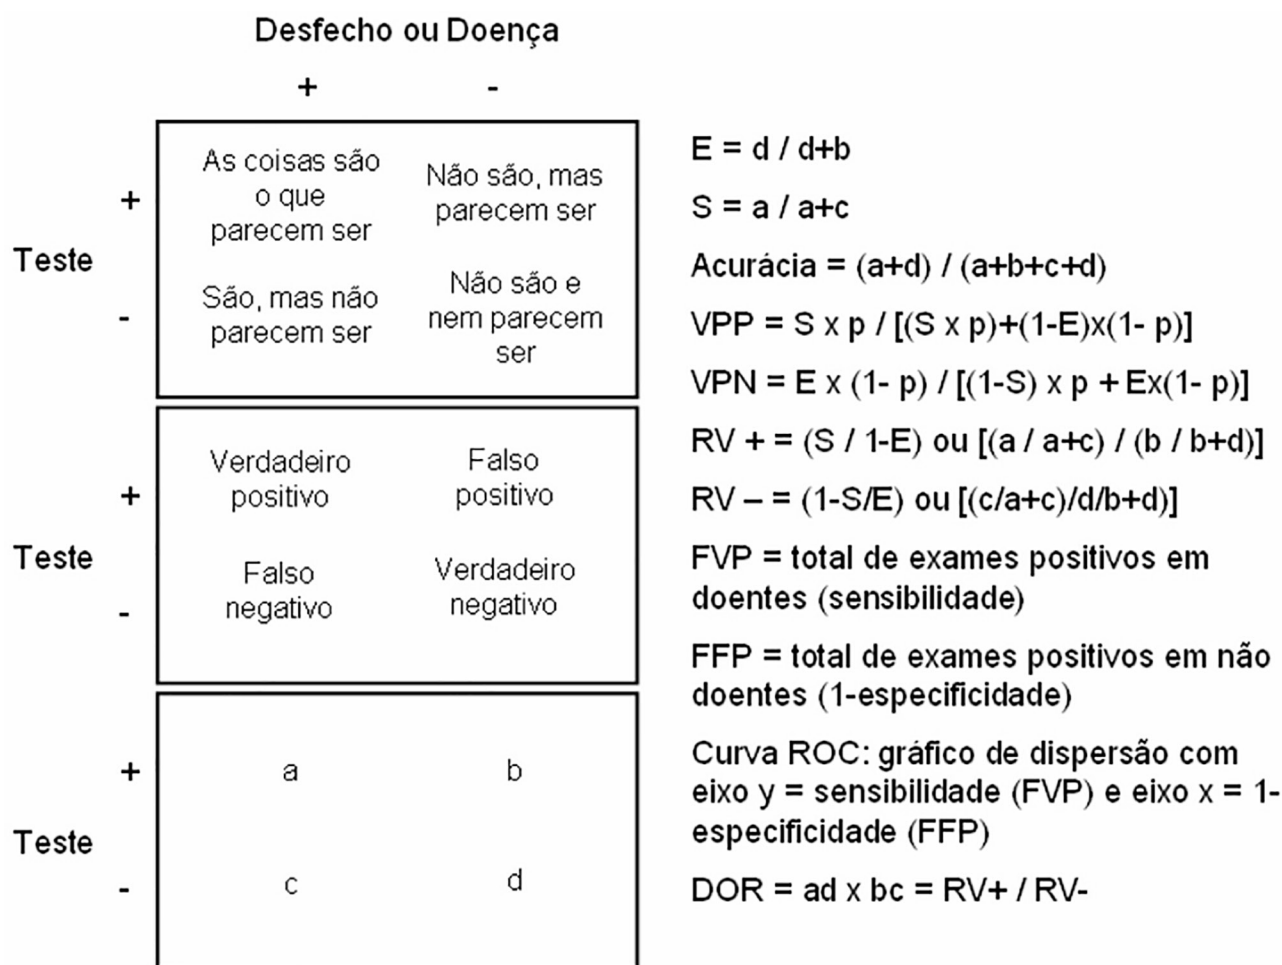 Desfecho ou Doença
+ -
As coisas são
o que
parecem ser
Não são, mas
parecem ser
+
Teste
-
São, mas não
parecem ser
Não são e
nem parecem
ser
Verdadeiro
positivo
Falso
positivo
+
Teste
-
Falso
negativo
Verdadeiro
negativo
+ a b
Teste
- c d
E = d / d+b
S = a / a+c
Acurácia = (a+d) / (a+b+c+d)
VPP = S x p / [(S x p)+(1-E)x(1- p)]
VPN = E x (1- p) / [(1-S) x p + Ex(1- p)]
RV + = (S / 1-E) ou [(a / a+c) / (b / b+d)]
RV – = (1-S/E) ou [(c/a+c)/d/b+d)]
FVP = total de exames positivos em
doentes (sensibilidade)
FFP = total de exames positivos em não
doentes (1-especificidade)
Curva ROC: gráfico de dispersão com
eixo y = sensibilidade (FVP) e eixo x = 1-
especificidade (FFP)
DOR = ad x bc = RV+ / RV-